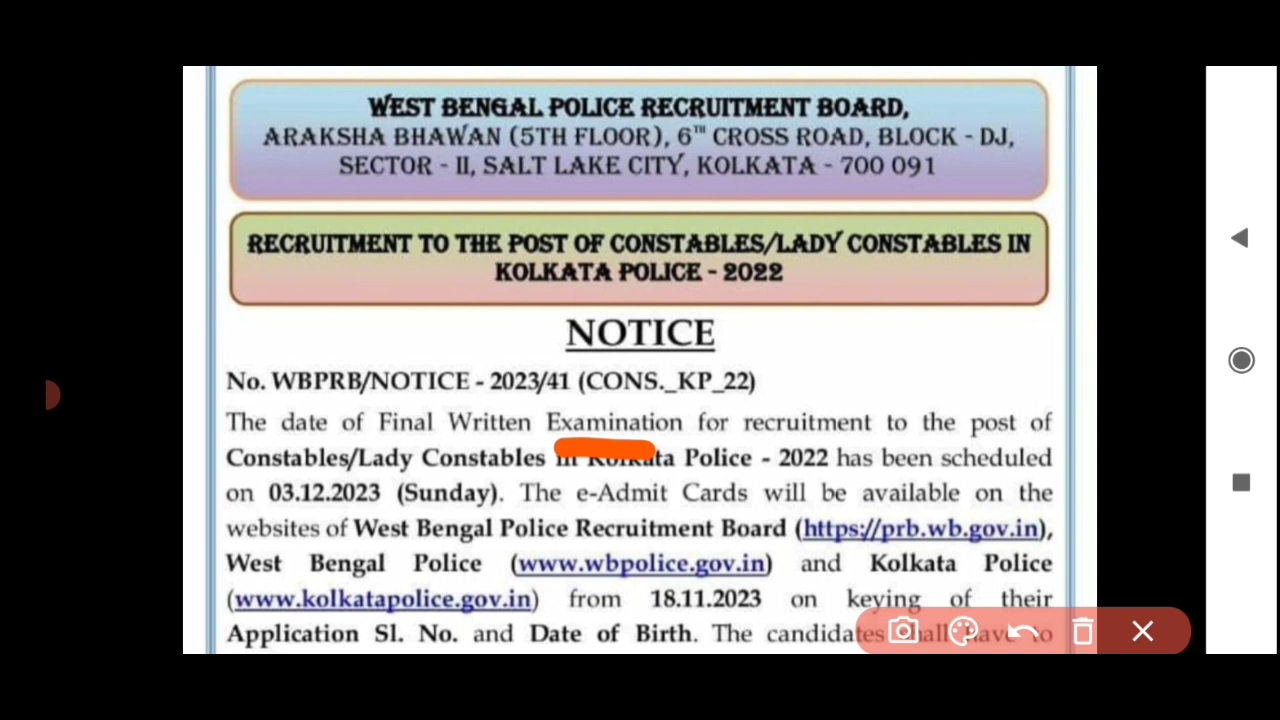 WEST BENGAL POLICE RECRUITMENT BOARD,
ARAKSHA BHAWAN (5TH FLOOR), 6TH CROSS ROAD, BLOCK - DJ,
SECTOR - II, SALT LAKE CITY, KOLKATA - 700 091
RECRUITMENT TO THE POST OF CONSTABLES/LADY CONSTABLES IN
KOLKATA POLICE - 2022
NOTICE
No. WBPRB/NOTICE - 2023/41 (CONS._KP_22)
The date of Final Written Examination for recruitment to the post of
Constables/Lady Constables in Kolkata Police - 2022 has been scheduled
on 03.12.2023 (Sunday). The e-Admit Cards will be available on the
websites of West Bengal Police Recruitment Board (https://prb.wb.gov.in),
West Bengal Police (www.wbpolice.gov.in) and Kolkata Police
(www.kolkatapolice.gov.in) from 18.11.2023 on keying of their
Application Sl. No. and Date of Birth. The candidates shall have to